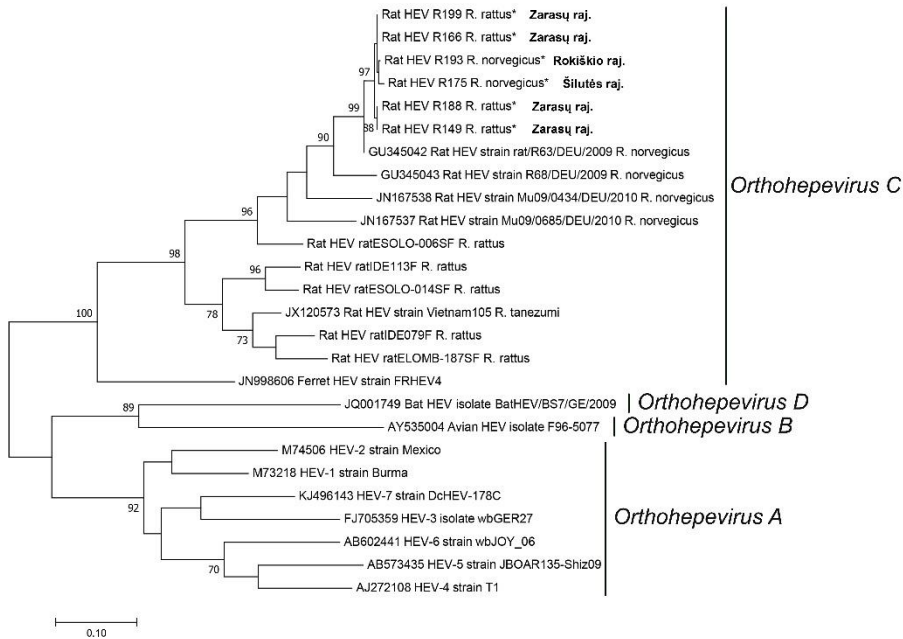 Rat HEV R199 R. rattus* Zarasų raj.
Rat HEV R166 R. rattus* Zarasų raj.
Rat HEV R193 R. norvegicus* Rokiškio raj.
97
Rat HEV R175 R. norvegicus* Šilutės raj.
99
Rat HEV R188 R. rattus* Zarasų raj.
88
Rat HEV R149 R. rattus* Zarasų raj.
90
GU345042 Rat HEV strain rat/R63/DEU/2009 R. norvegicus
GU345043 Rat HEV strain R68/DEU/2009 R. norvegicus
Orthohepevirus C
JN167538 Rat HEV strain Mu09/0434/DEU/2010 R. norvegicus
96
JN167537 Rat HEV strain Mu09/0685/DEU/2010 R. norvegicus
Rat HEV ratESOLO-006SF R. rattus
98
96
Rat HEV ratIDE113F R. rattus
Rat HEV ratESOLO-014SF R. rattus
100
78
JX120573 Rat HEV strain Vietnam105 R. tanezumi
73
Rat HEV ratIDE079F R. rattus
Rat HEV ratELOMB-187SF R. rattus
JN998606 Ferret HEV strain FRHEV4
89
JQ001749 Bat HEV isolate BatHEV/BS7/GE/2009 Orthohepevirus D
AY535004 Avian HEV isolate F96-5077 Orthohepevirus B
M74506 HEV-2 strain Mexico
M73218 HEV-1 strain Burma
92
KJ496143 HEV-7 strain DcHEV-178C
FJ705359 HEV-3 isolate wbGER27
Orthohepevirus A
AB602441 HEV-6 strain wbJOY_06
70
AB573435 HEV-5 strain JBOAR135-Shiz09
AJ272108 HEV-4 strain T1
0.10